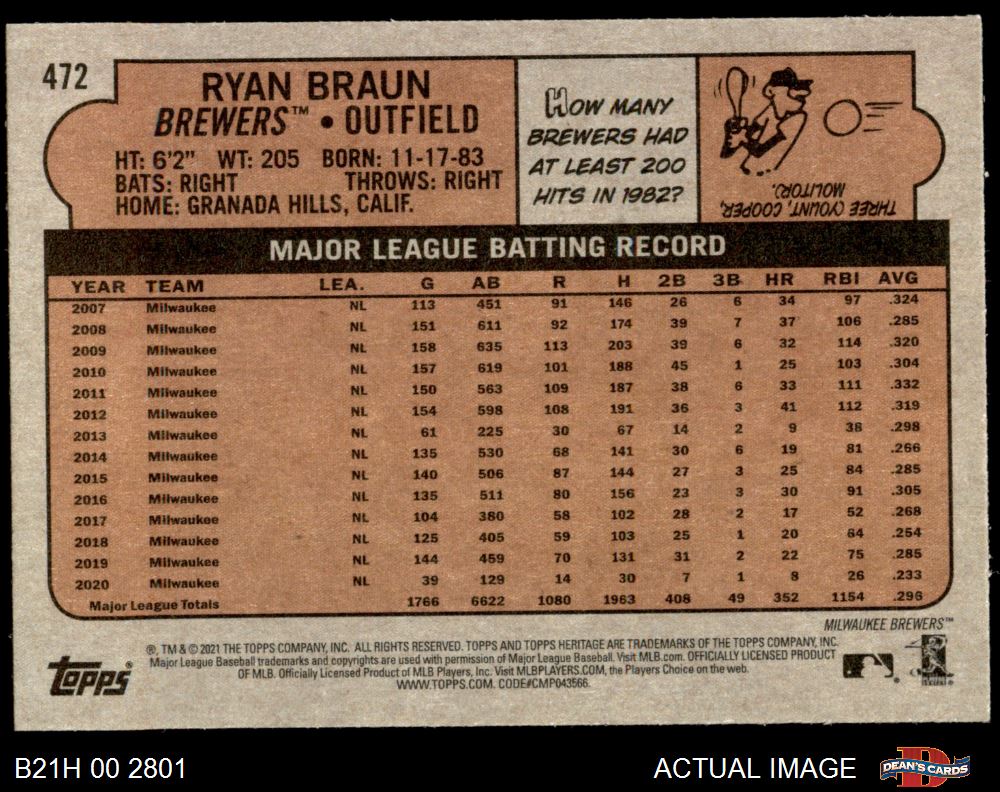 472
RYAN BRAUN
BREWERS™ • OUTFIELD
HT: 6'2" WT: 205 BORN: 11-17-83
BATS: RIGHT THROWS: RIGHT
HOME: GRANADA HILLS, CALIF.
HOW MANY
BREWERS HAD
AT LEAST 200
HITS IN 1982?
THREE (YOUNT, COOPER,
MOLITOR).
MAJOR LEAGUE BATTING RECORD
YEAR TEAM LEA. G AB R H 2B 3B HR RBI AVG
2007 Milwaukee NL 113 451 91 146 26 6 34 97 .324
2008 Milwaukee NL 151 611 92 174 39 7 37 106 .285
2009 Milwaukee NL 158 635 113 203 39 6 32 114 .320
2010 Milwaukee NL 157 619 101 188 45 1 25 103 .304
2011 Milwaukee NL 150 563 109 187 38 6 33 111 .332
2012 Milwaukee NL 154 598 108 191 36 3 41 112 .319
2013 Milwaukee NL 61 225 30 67 14 2 9 38 .298
2014 Milwaukee NL 135 530 68 141 30 6 19 81 .266
2015 Milwaukee NL 140 506 87 144 27 3 25 84 .285
2016 Milwaukee NL 135 511 80 156 23 3 30 91 .305
2017 Milwaukee NL 104 380 58 102 28 2 17 52 .268
2018 Milwaukee NL 125 405 59 103 25 1 20 64 .254
2019 Milwaukee NL 144 459 70 131 31 2 22 75 .285
2020 Milwaukee NL 39 129 14 30 7 1 8 26 .233
Major League Totals 1766 6622 1080 1963 408 49 352 1154 .296
MILWAUKEE BREWERS™
®, TM & © 2021 THE TOPPS COMPANY, INC. ALL RIGHTS RESERVED. TOPPS AND TOPPS HERITAGE ARE TRADEMARKS OF THE TOPPS COMPANY, INC.
Major League Baseball trademarks and copyrights are used with permission of Major League Baseball. Visit MLB.com. OFFICIALLY LICENSED PRODUCT
OF MLB. Officially Licensed Product of MLB Players, Inc. Visit MLBPLAYERS.COM, the Players Choice on the web.
WWW.TOPPS.COM. CODE#CMP043566
topps®
B21H 00 2801
ACTUAL IMAGE
DEAN'S CARDS